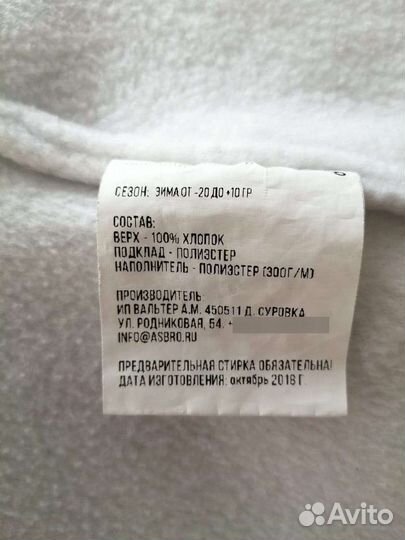 СЕЗОН: ЗИМА ОТ -20 ДО +10 ГР
СОСТАВ:
ВЕРХ - 100% ХЛОПОК
ПОДКЛАД - ПОЛИЭСТЕР
НАПОЛНИТЕЛЬ - ПОЛИЭСТЕР (300Г/М)
ПРОИЗВОДИТЕЛЬ:
ИП ВАЛЬТЕР А.М. 450511 Д. СУРОВКА
УЛ. РОДНИКОВАЯ, 54. +
INFO@ASBRO.RU
ПРЕДВАРИТЕЛЬНАЯ СТИРКА ОБЯЗАТЕЛЬНА!
ДАТА ИЗГОТОВЛЕНИЯ: октябрь 2018 Г.
Avito